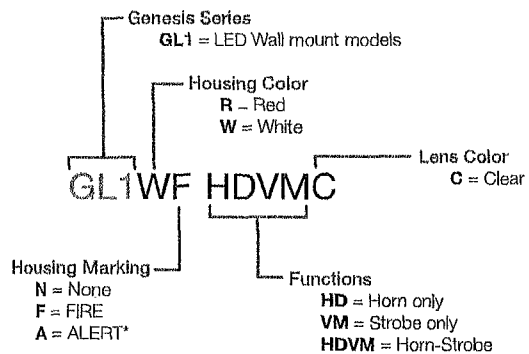 Genesis Series
GL1 = LED Wall mount models
Housing Color
R – Red
W = White
Lens Color
C = Clear
GL1WF HDVMC
Housing Marking
N = None
F = FIRE
A = ALERT*
Functions
HD = Horn only
VM = Strobe only
HDVM = Horn-Strobe